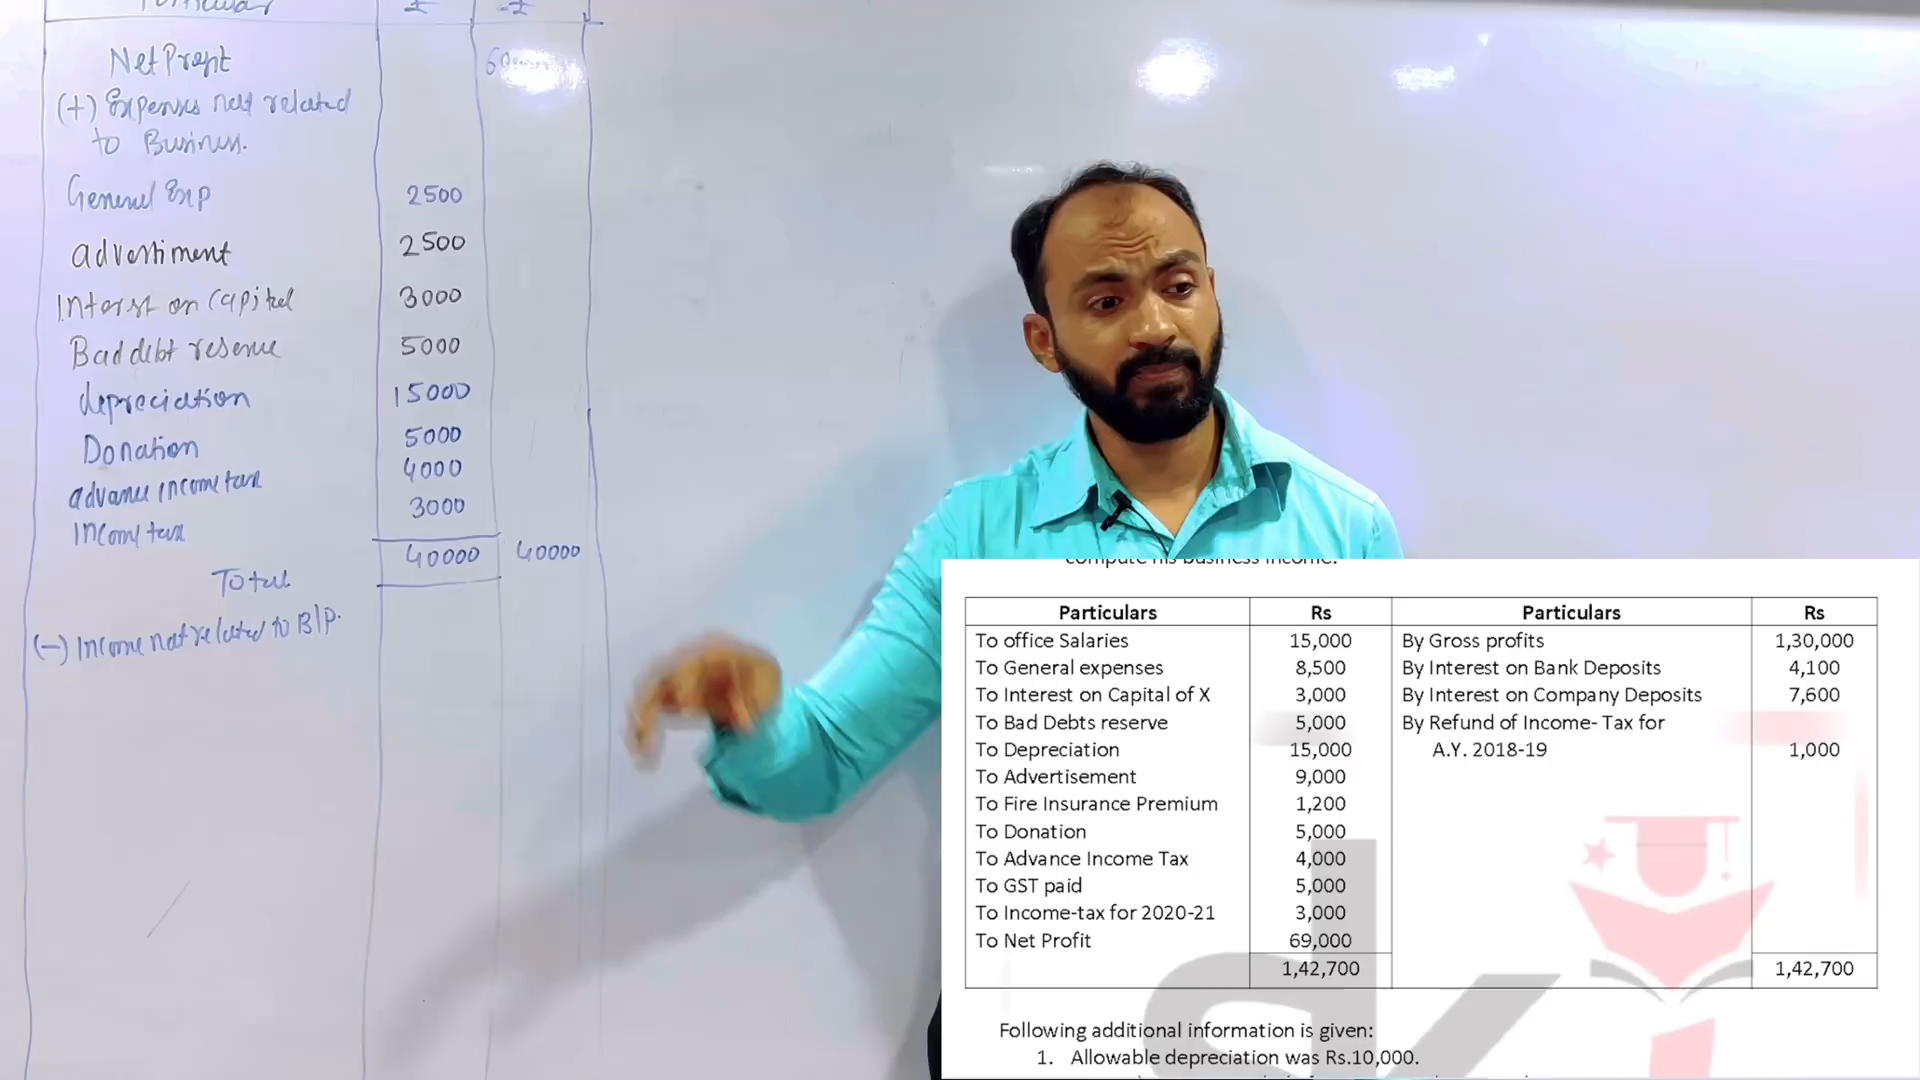 Particular ₹ ₹
Net Profit
(+) Expenses not related
to Business.
General Exp 2500
advertiment 2500
Interst on Capital 3000
Bad debt reserve 5000
depreciation 15000
Donation 5000
advance income tax 4000
Income tax 3000
Total 40000 40000
(-) Income not related to B/P.
compute his business income.
Particulars Rs Particulars Rs
To office Salaries 15,000 By Gross profits 1,30,000
To General expenses 8,500 By Interest on Bank Deposits 4,100
To Interest on Capital of X 3,000 By Interest on Company Deposits 7,600
To Bad Debts reserve 5,000 By Refund of Income- Tax for
To Depreciation 15,000 A.Y. 2018-19 1,000
To Advertisement 9,000
To Fire Insurance Premium 1,200
To Donation 5,000
To Advance Income Tax 4,000
To GST paid 5,000
To Income-tax for 2020-21 3,000
To Net Profit 69,000
1,42,700 1,42,700
Following additional information is given:
1. Allowable depreciation was Rs.10,000.